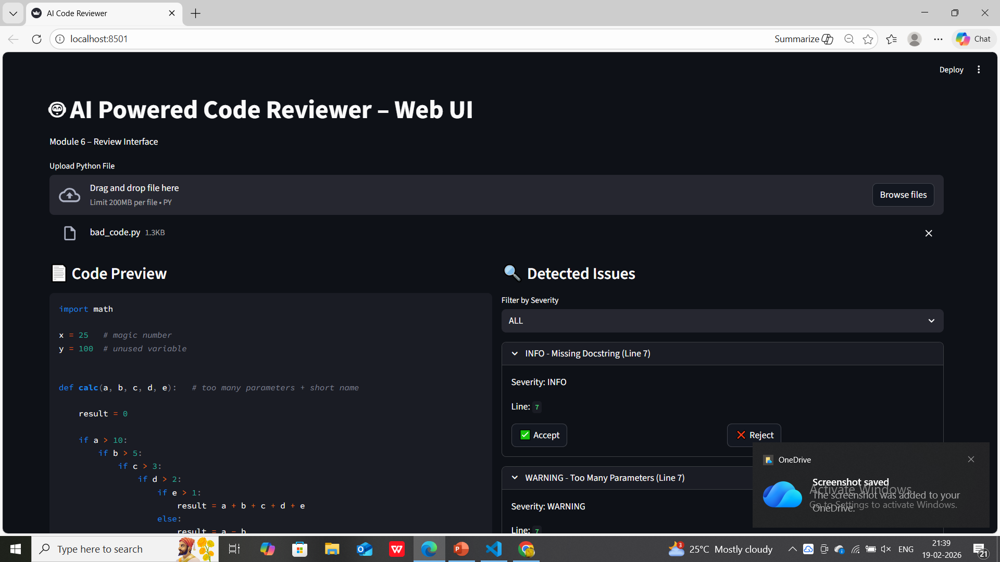 AI Code Reviewer
localhost:8501
Summarize
Chat
Deploy
AI Powered Code Reviewer – Web UI
Module 6 – Review Interface
Upload Python File
Drag and drop file here
Limit 200MB per file • PY
Browse files
bad_code.py 1.3KB
Code Preview
import math
x = 25   # magic number
y = 100  # unused variable
def calc(a, b, c, d, e):   # too many parameters + short name
    result = 0
    if a > 10:
        if b > 5:
            if c > 3:
                if d > 2:
                    if e > 1:
                        result = a + b + c + d + e
                    else:
                        result = a - b
Detected Issues
Filter by Severity
ALL
INFO - Missing Docstring (Line 7)
Severity: INFO
Line: 7
Accept
Reject
WARNING - Too Many Parameters (Line 7)
Severity: WARNING
Line: 7
OneDrive
Screenshot saved
The screenshot was added to your
OneDrive.
Activate Windows
Go to Settings to activate Windows.
Type here to search
3
25°C Mostly cloudy
ENG
21:39
19-02-2026
21